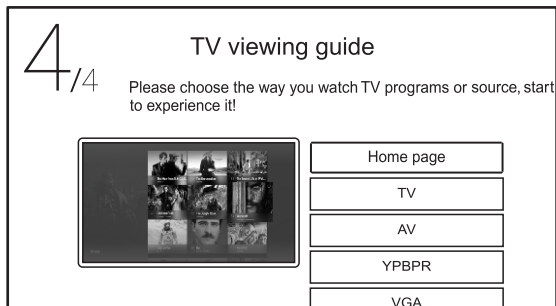 4/4
TV viewing guide
Please choose the way you watch TV programs or source, start
to experience it!
Home page
TV
AV
YPBPR
VGA